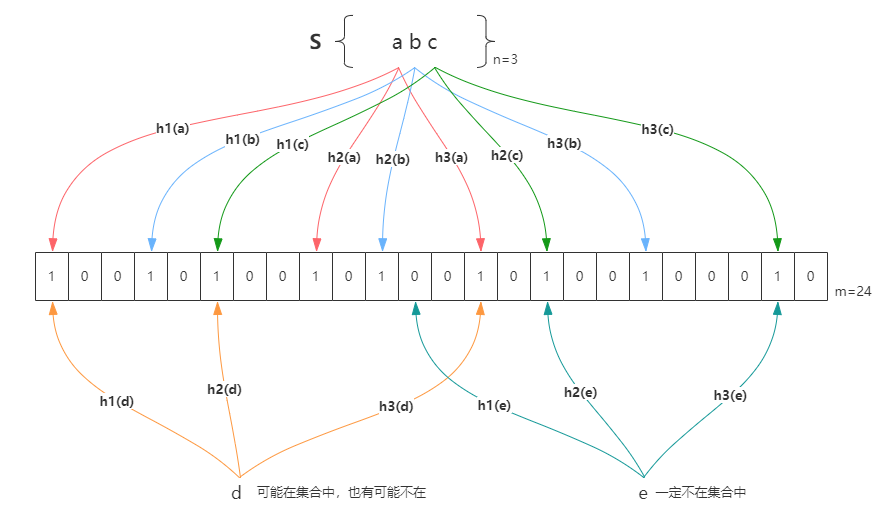 S a b c
n=3
h1(a) h1(b) h1(c) h2(a) h2(b) h3(a) h2(c) h3(b) h3(c)
1 0 0 1 0 1 0 0 1 0 1 0 0 1 0 1 0 0 1 0 0 0 1 0
m=24
h1(d) h2(d) h3(d) h1(e) h2(e) h3(e)
d 可能在集合中，也有可能不在
e 一定不在集合中